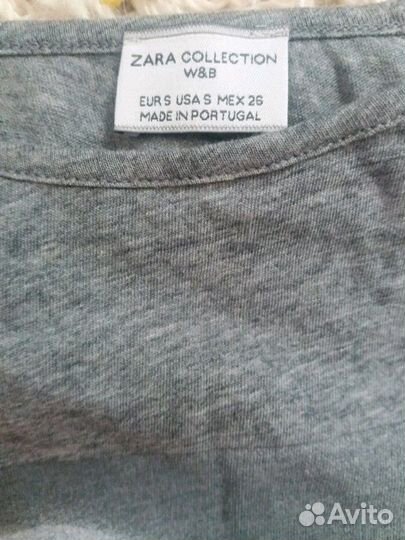 ZARA COLLECTION
W&B
EUR S USA S MEX 26
MADE IN PORTUGAL
Avito